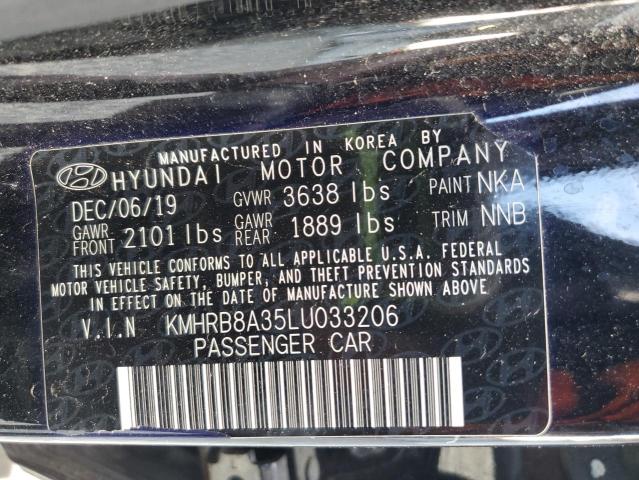 MANUFACTURED IN KOREA BY
HYUNDAI MOTOR COMPANY
DEC/06/19 GVWR 3638 lbs PAINT NKA
GAWR FRONT 2101 lbs GAWR REAR 1889 lbs TRIM NNB
THIS VEHICLE CONFORMS TO ALL APPLICABLE U.S.A. FEDERAL
MOTOR VEHICLE SAFETY, BUMPER, AND THEFT PREVENTION STANDARDS
IN EFFECT ON THE DATE OF MANUFACTURE SHOWN ABOVE
V.I.N KMHRB8A35LU033206
PASSENGER CAR